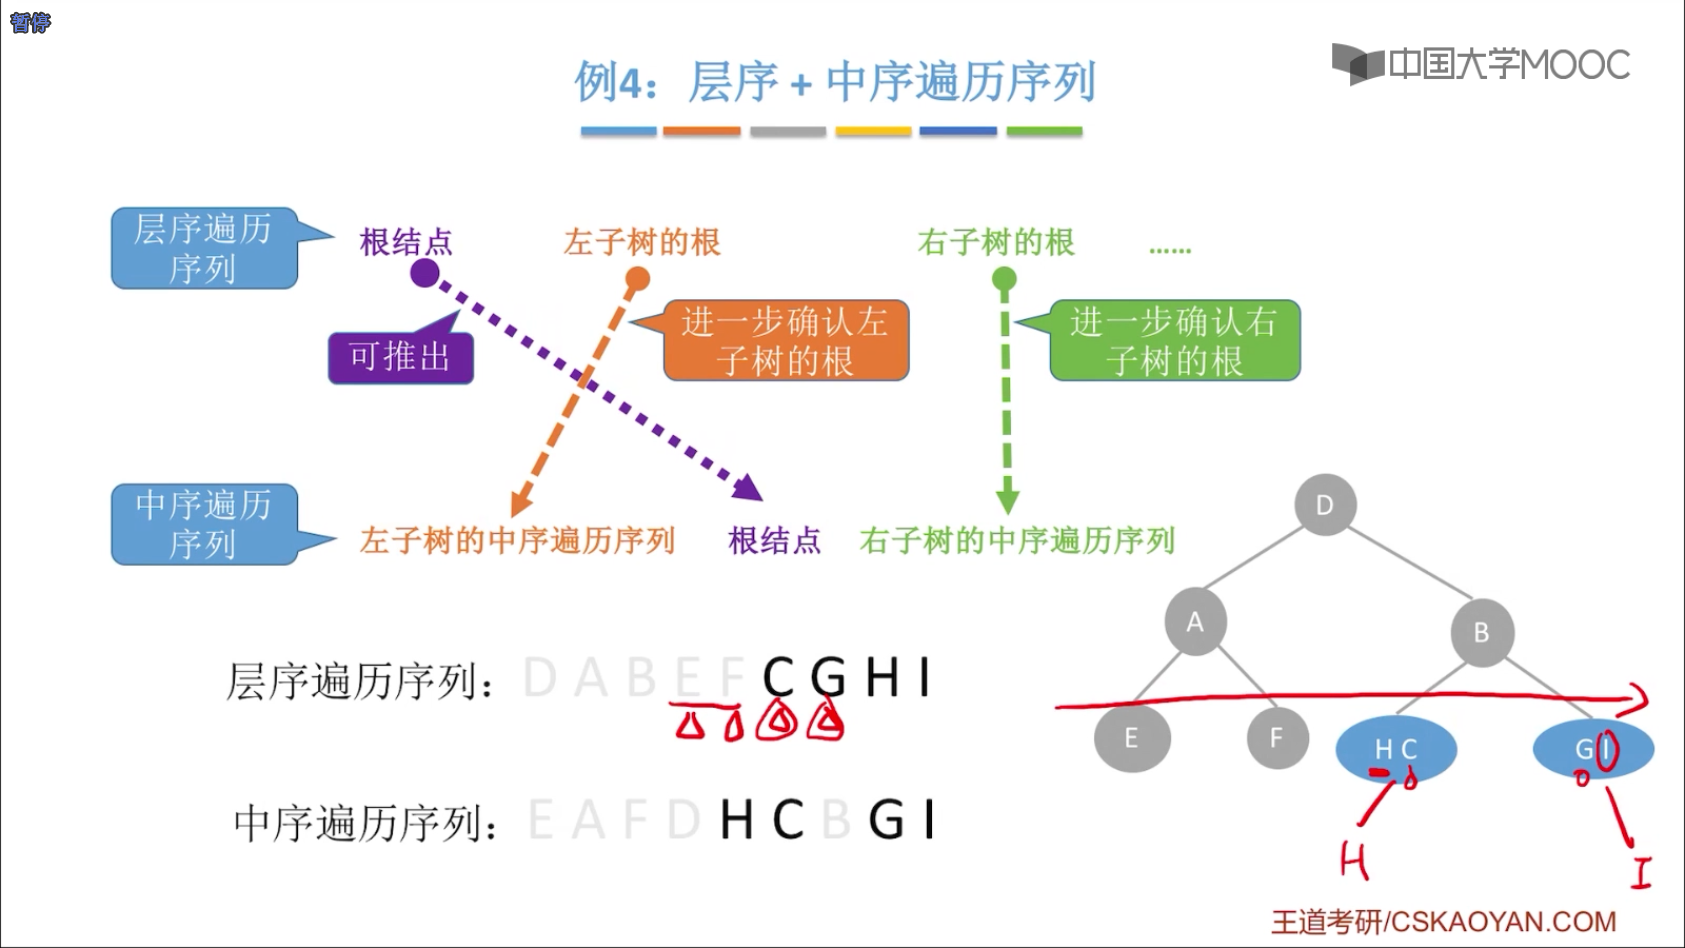 暂停
例4：层序 + 中序遍历序列
中国大学MOOC
层序遍历
序列
根结点
左子树的根
右子树的根
......
可推出
进一步确认左
子树的根
进一步确认右
子树的根
中序遍历
序列
左子树的中序遍历序列
根结点
右子树的中序遍历序列
D
A
B
E
F
H C
G I
H
I
层序遍历序列：D A B E F C G H I
中序遍历序列：E A F D H C B G I
王道考研/CSKAOYAN.COM